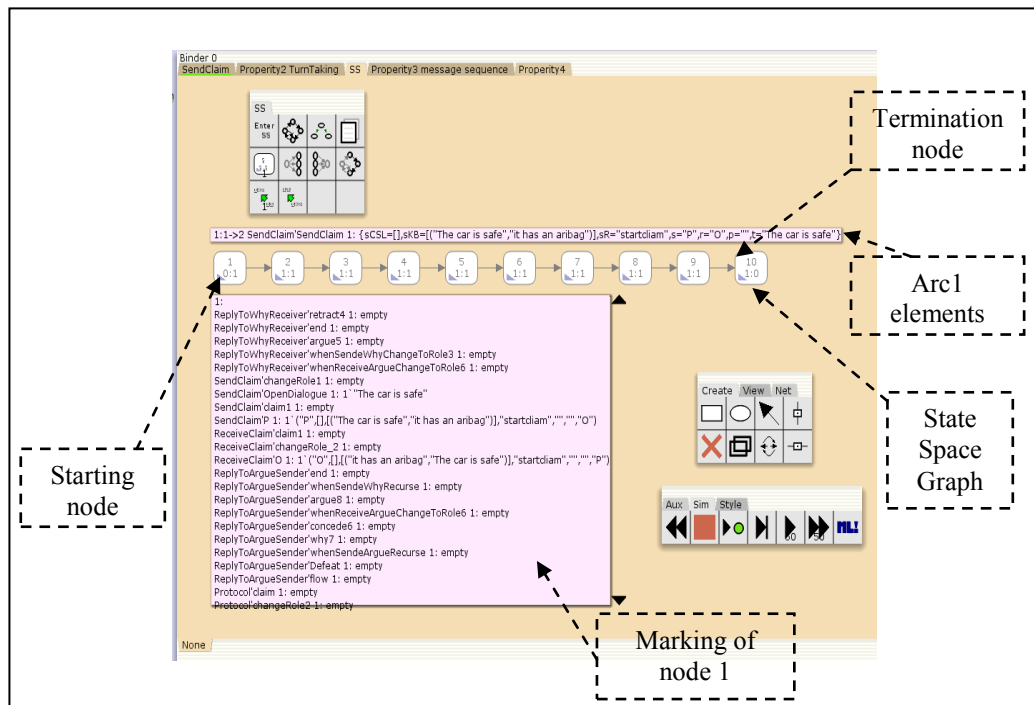 Binder 0
SendClaim Property2 TurnTaking SS Properity3 message sequence Properity4
SS
Enter
SS
Termination
node
1:1->2 SendClaim'SendClaim 1: {sCSL=[],sKB=[("The car is safe","it has an aribag")],sR="startdiam",s="P",r="O",p="",t="The car is safe"}
1 2 3 4 5 6 7 8 9 10
0:1 1:1 1:1 1:1 1:1 1:1 1:1 1:1 1:1 1:0
Arc1
elements
1:
ReplyToWhyReceiver'retract4 1: empty
ReplyToWhyReceiver'end 1: empty
ReplyToWhyReceiver'argue5 1: empty
ReplyToWhyReceiver'whenSendeWhyChangeToRole3 1: empty
ReplyToWhyReceiver'whenReceiveArgueChangeToRole6 1: empty
SendClaim'changeRole1 1: empty
SendClaim'OpenDialogue 1: 1`"The car is safe"
SendClaim'claim1 1: empty
SendClaim'P 1: 1`("P",[],[("The car is safe","it has an aribag")],"startdiam","","","O")
ReceiveClaim'claim1 1: empty
ReceiveClaim'changeRole_2 1: empty
ReceiveClaim'O 1: 1`("O",[],[("it has an aribag","The car is safe")],"startdiam","","","P")
ReplyToArgueSender'end 1: empty
ReplyToArgueSender'whenSendeWhyRecurse 1: empty
ReplyToArgueSender'argue8 1: empty
ReplyToArgueSender'whenReceiveArgueChangeToRole6 1: empty
ReplyToArgueSender'concede6 1: empty
ReplyToArgueSender'why7 1: empty
ReplyToArgueSender'whenSendeArgueRecurse 1: empty
ReplyToArgueSender'Defeat 1: empty
ReplyToArgueSender'flow 1: empty
Protocol'claim 1: empty
Protocol'changeRole2 1: empty
Create View Net
State
Space
Graph
Starting
node
Aux Sim Style
50 50 ML!
Marking of
node 1
None